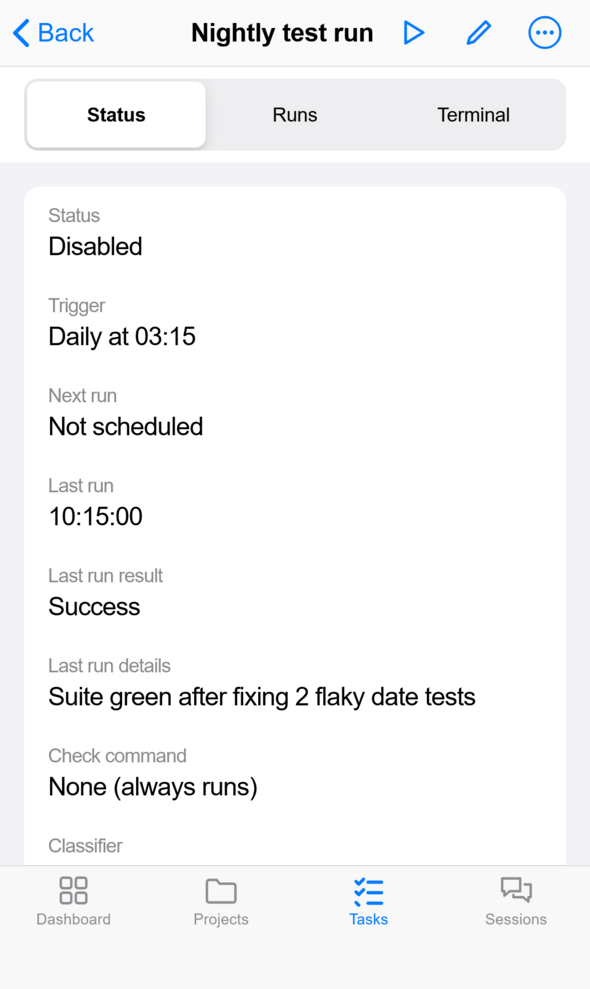 Back
Nightly test run
Status
Runs
Terminal
Status
Disabled
Trigger
Daily at 03:15
Next run
Not scheduled
Last run
10:15:00
Last run result
Success
Last run details
Suite green after fixing 2 flaky date tests
Check command
None (always runs)
Classifier
Dashboard
Projects
Tasks
Sessions